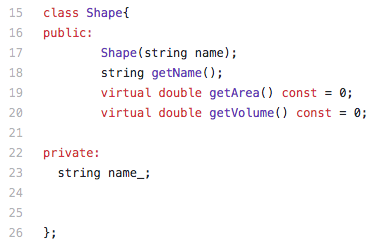 15 class Shape{
16 public:
17 Shape(string name);
18 string getName();
19 virtual double getArea() const = 0;
20 virtual double getVolume() const = 0;
21
22 private:
23 string name_;
24
25
26 };